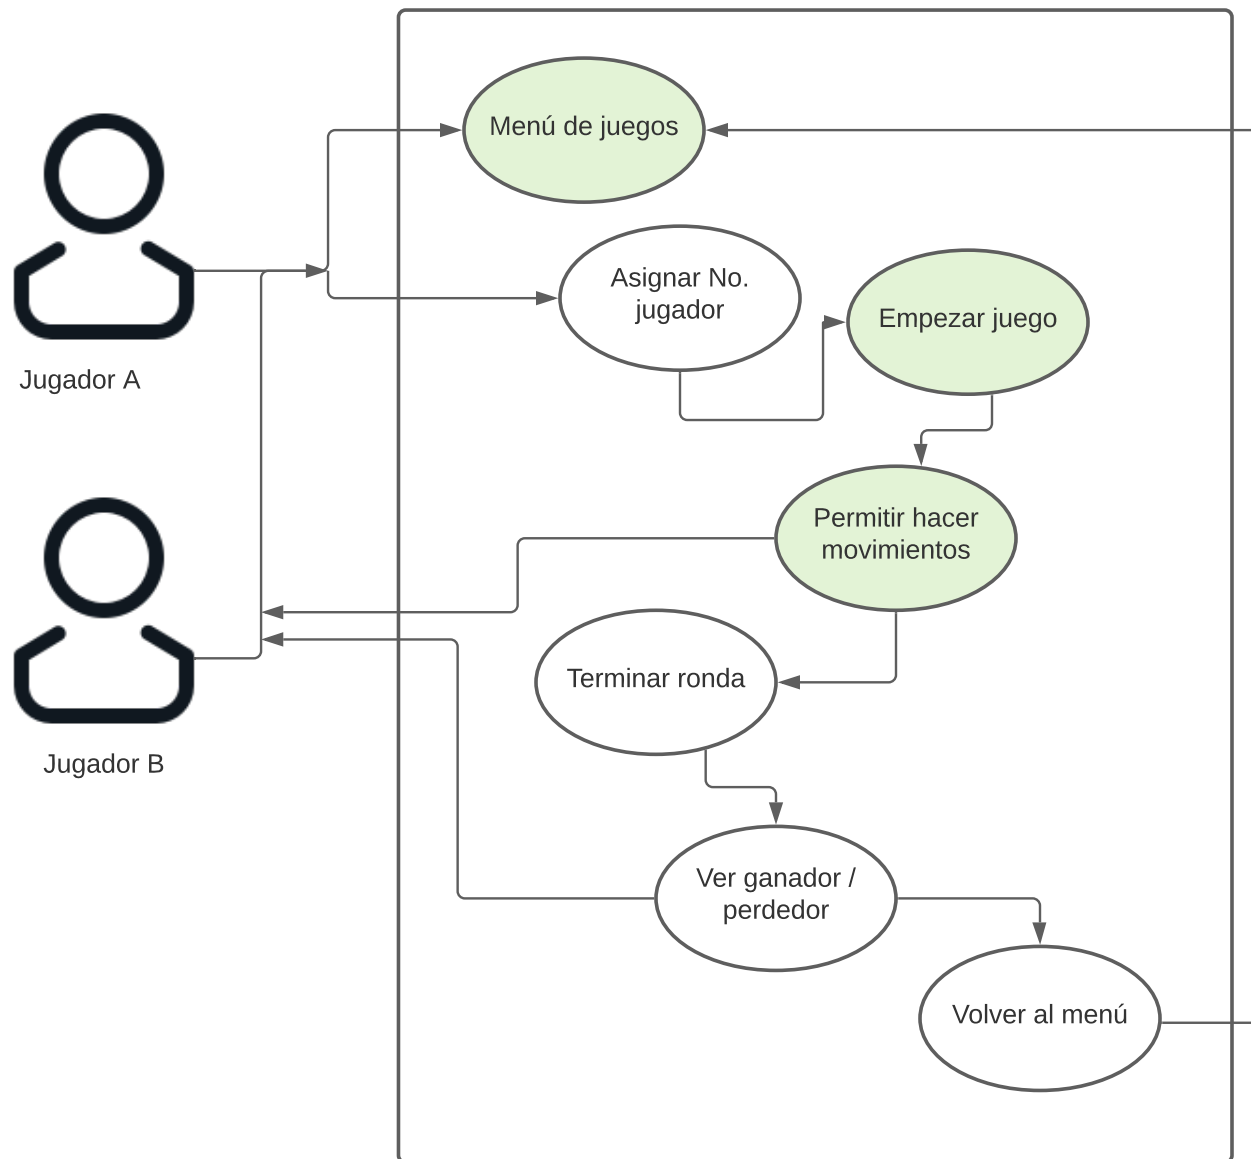 Menú de juegos
Asignar No.
jugador
Empezar juego
Jugador A
Permitir hacer
movimientos
Terminar ronda
Jugador B
Ver ganador /
perdedor
Volver al menú